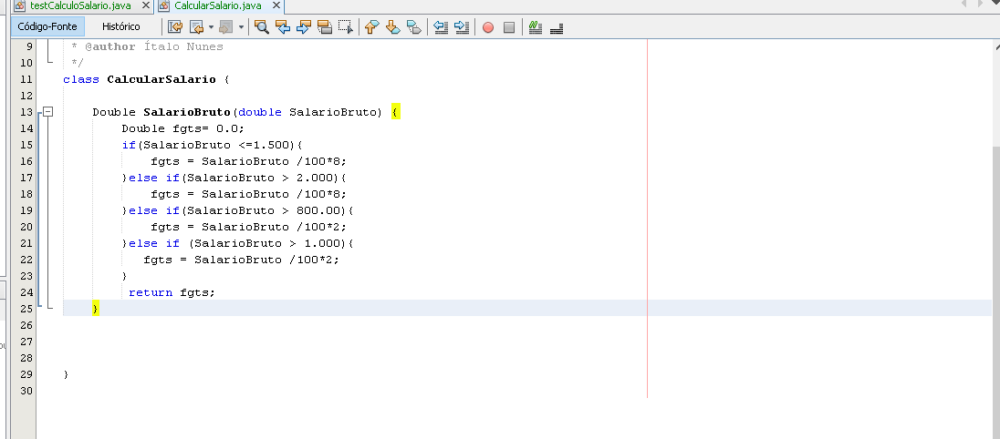 testCalculoSalario.java CalcularSalario.java
Código-Fonte Histórico
9 * @author Ítalo Nunes
10 */
11 class CalcularSalario {
12
13 Double SalarioBruto(double SalarioBruto) {
14 Double fgts= 0.0;
15 if(SalarioBruto <=1.500){
16 fgts = SalarioBruto /100*8;
17 }else if(SalarioBruto > 2.000){
18 fgts = SalarioBruto /100*8;
19 }else if(SalarioBruto > 800.00){
20 fgts = SalarioBruto /100*2;
21 }else if (SalarioBruto > 1.000){
22 fgts = SalarioBruto /100*2;
23 }
24 return fgts;
25 }
26
27
28
29 }
30